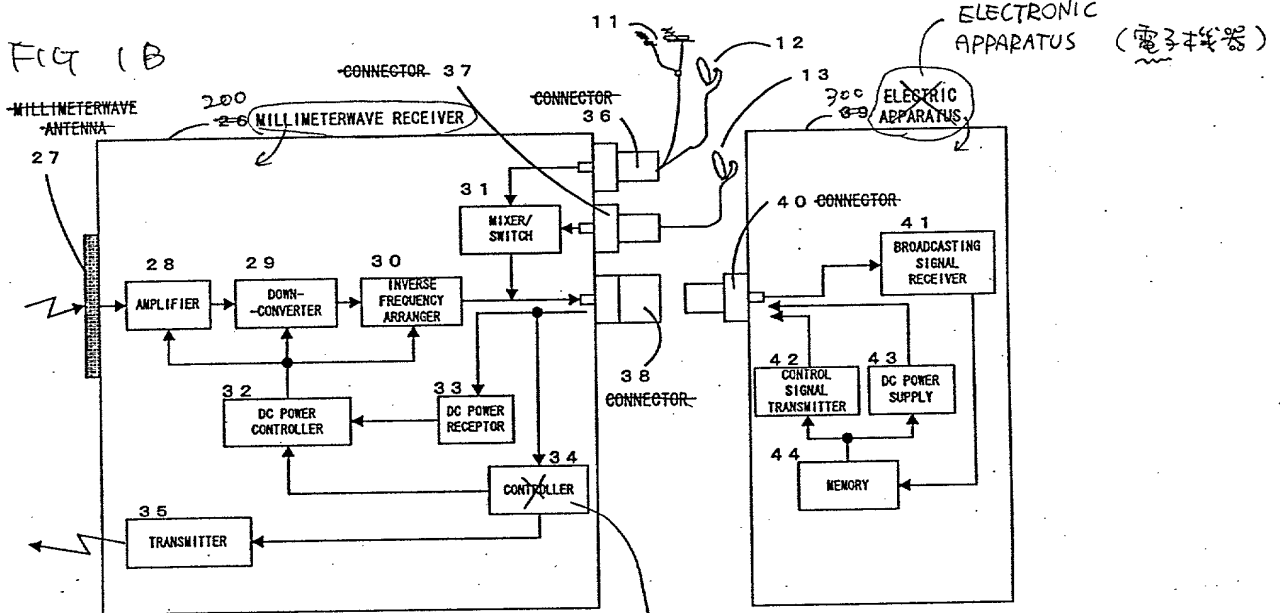 FIG 1B
11
12
13
ELECTRONIC
APPARATUS (電子機器)
CONNECTOR 37
CONNECTOR
36
MILLIMETERWAVE
ANTENNA
27
200
26 MILLIMETERWAVE RECEIVER
300
39 ELECTRIC
APPARATUS
31
MIXER/
SWITCH
40 CONNECTOR
41
BROADCASTING
SIGNAL
RECEIVER
28
AMPLIFIER
29
DOWN-
-CONVERTER
30
INVERSE
FREQUENCY
ARRANGER
38
CONNECTOR
42
CONTROL
SIGNAL
TRANSMITTER
43
DC POWER
SUPPLY
32
DC POWER
CONTROLLER
33
DC POWER
RECEPTOR
34
CONTROLLER
44
MEMORY
35
TRANSMITTER